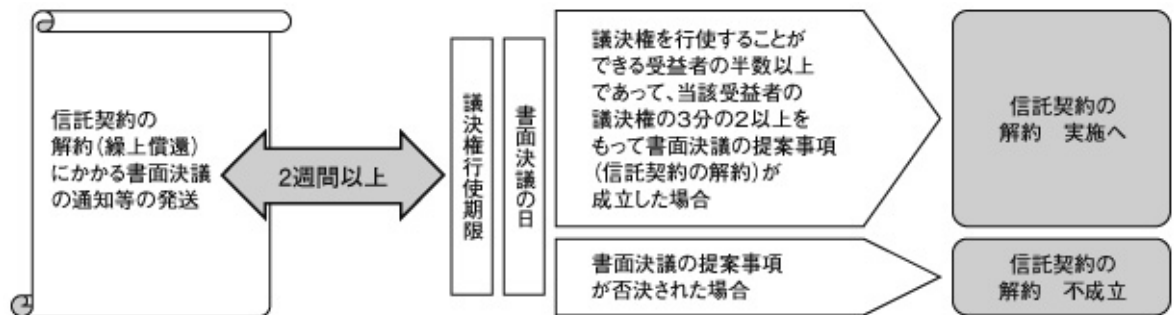 信託契約の
解約(繰上償還)
にかかる書面決議
の通知等の発送
2週間以上
議決権行使期限
書面決議の日
議決権を行使することが
できる受益者の半数以上
であって、当該受益者の
議決権の3分の2以上を
もって書面決議の提案事項
(信託契約の解約)が
成立した場合
信託契約の
解約 実施へ
書面決議の提案事項
が否決された場合
信託契約の
解約 不成立